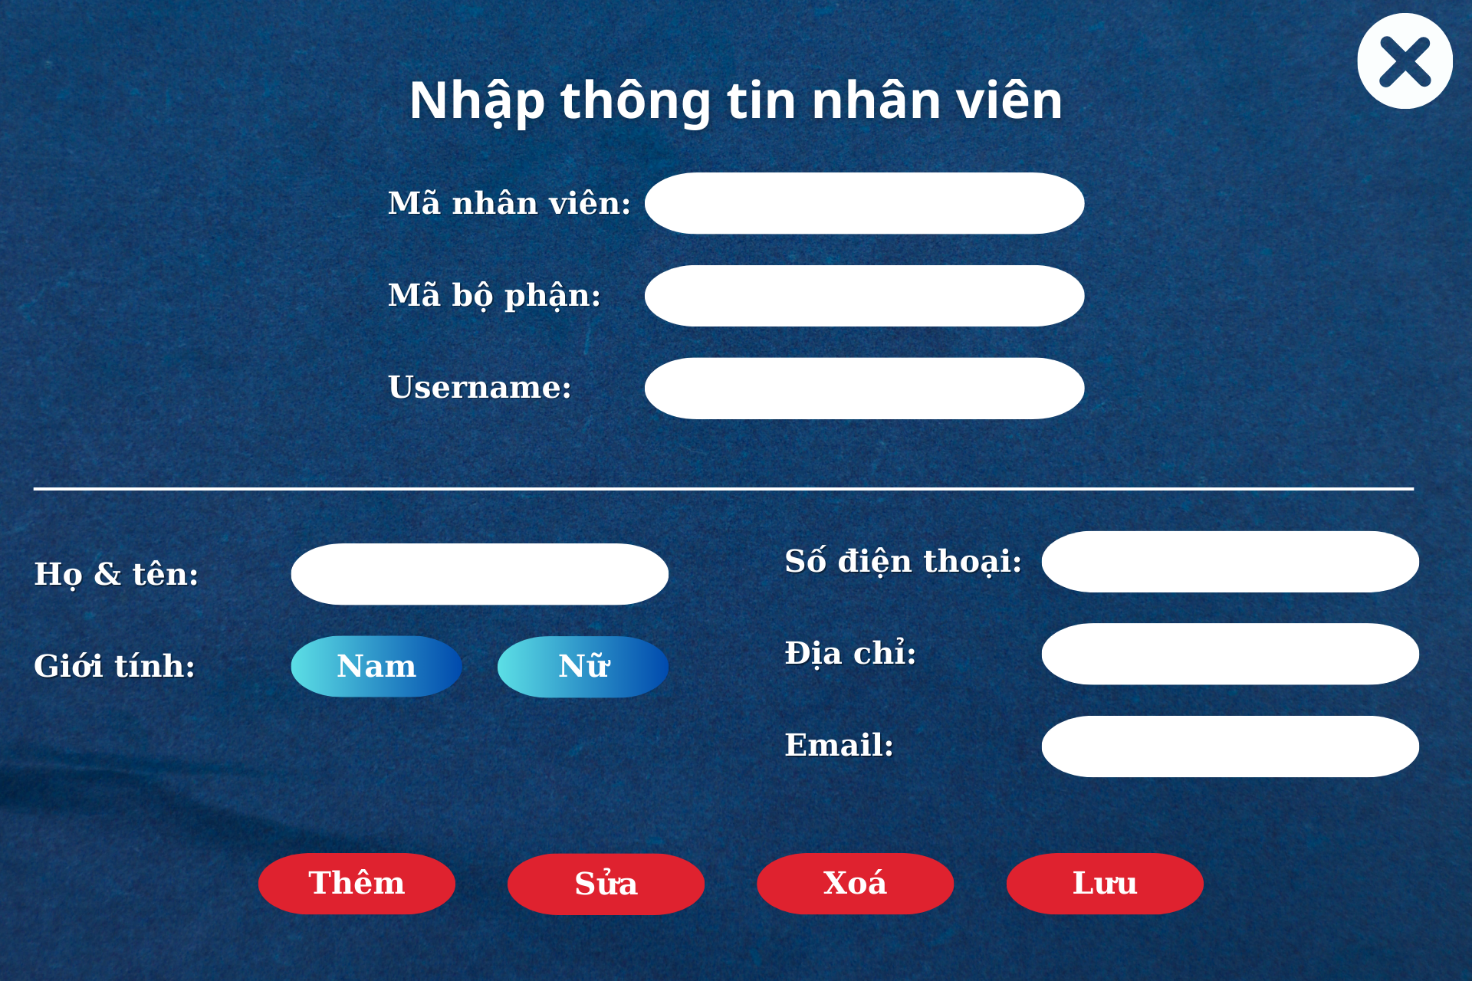 Nhập thông tin nhân viên
Mã nhân viên:
Mã bộ phận:
Username:
Họ & tên:
Giới tính:
Nam
Nữ
Số điện thoại:
Địa chỉ:
Email:
Thêm
Sửa
Xoá
Lưu